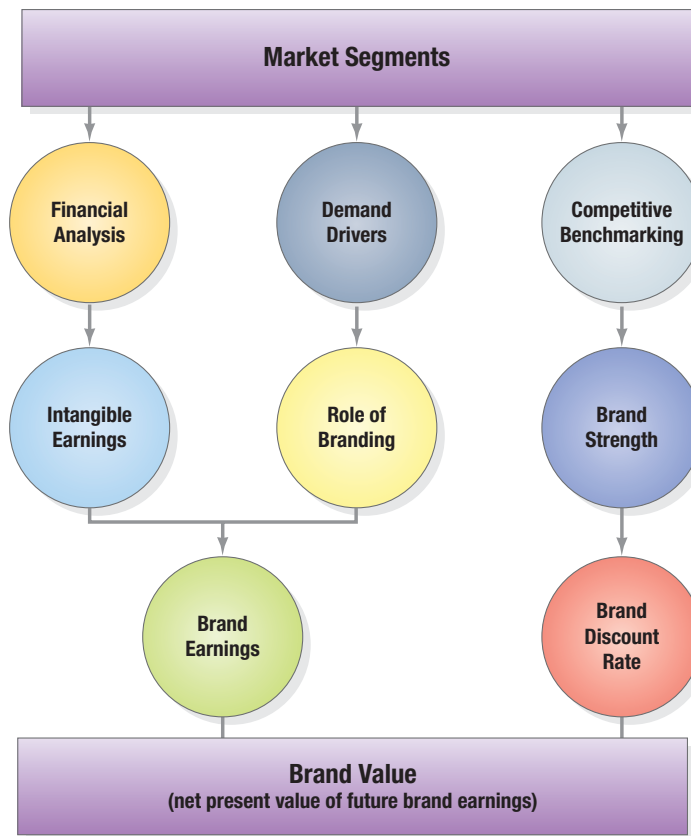 Market Segments
Financial
Analysis
Demand
Drivers
Competitive
Benchmarking
Intangible
Earnings
Role of
Branding
Brand
Strength
Brand
Earnings
Brand
Discount
Rate
Brand Value
(net present value of future brand earnings)